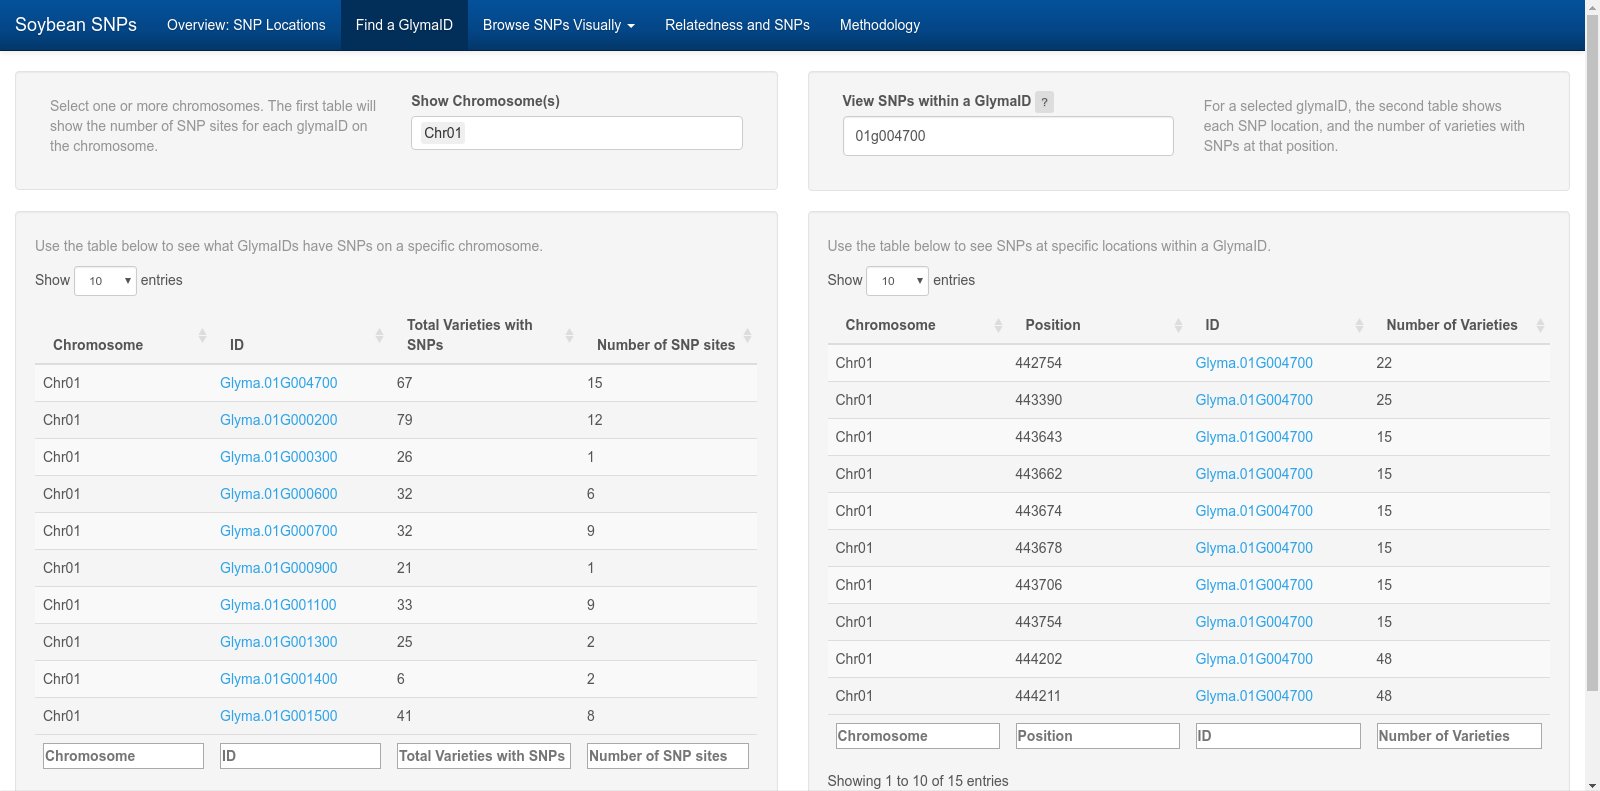 Soybean SNPs Overview: SNP Locations Find a GlymaID Browse SNPs Visually Relatedness and SNPs Methodology
Select one or more chromosomes. The first table will
show the number of SNP sites for each glymaID on
the chromosome.
Show Chromosome(s)
Chr01
View SNPs within a GlymaID ?
01g004700
For a selected glymaID, the second table shows
each SNP location, and the number of varieties with
SNPs at that position.
Use the table below to see what GlymaIDs have SNPs on a specific chromosome.
Show 10 entries
Chromosome ID Total Varieties with SNPs Number of SNP sites
Chr01 Glyma.01G004700 67 15
Chr01 Glyma.01G000200 79 12
Chr01 Glyma.01G000300 26 1
Chr01 Glyma.01G000600 32 6
Chr01 Glyma.01G000700 32 9
Chr01 Glyma.01G000900 21 1
Chr01 Glyma.01G001100 33 9
Chr01 Glyma.01G001300 25 2
Chr01 Glyma.01G001400 6 2
Chr01 Glyma.01G001500 41 8
Chromosome ID Total Varieties with SNPs Number of SNP sites
Use the table below to see SNPs at specific locations within a GlymaID.
Show 10 entries
Chromosome Position ID Number of Varieties
Chr01 442754 Glyma.01G004700 22
Chr01 443390 Glyma.01G004700 25
Chr01 443643 Glyma.01G004700 15
Chr01 443662 Glyma.01G004700 15
Chr01 443674 Glyma.01G004700 15
Chr01 443678 Glyma.01G004700 15
Chr01 443706 Glyma.01G004700 15
Chr01 443754 Glyma.01G004700 15
Chr01 444202 Glyma.01G004700 48
Chr01 444211 Glyma.01G004700 48
Chromosome Position ID Number of Varieties
Showing 1 to 10 of 15 entries